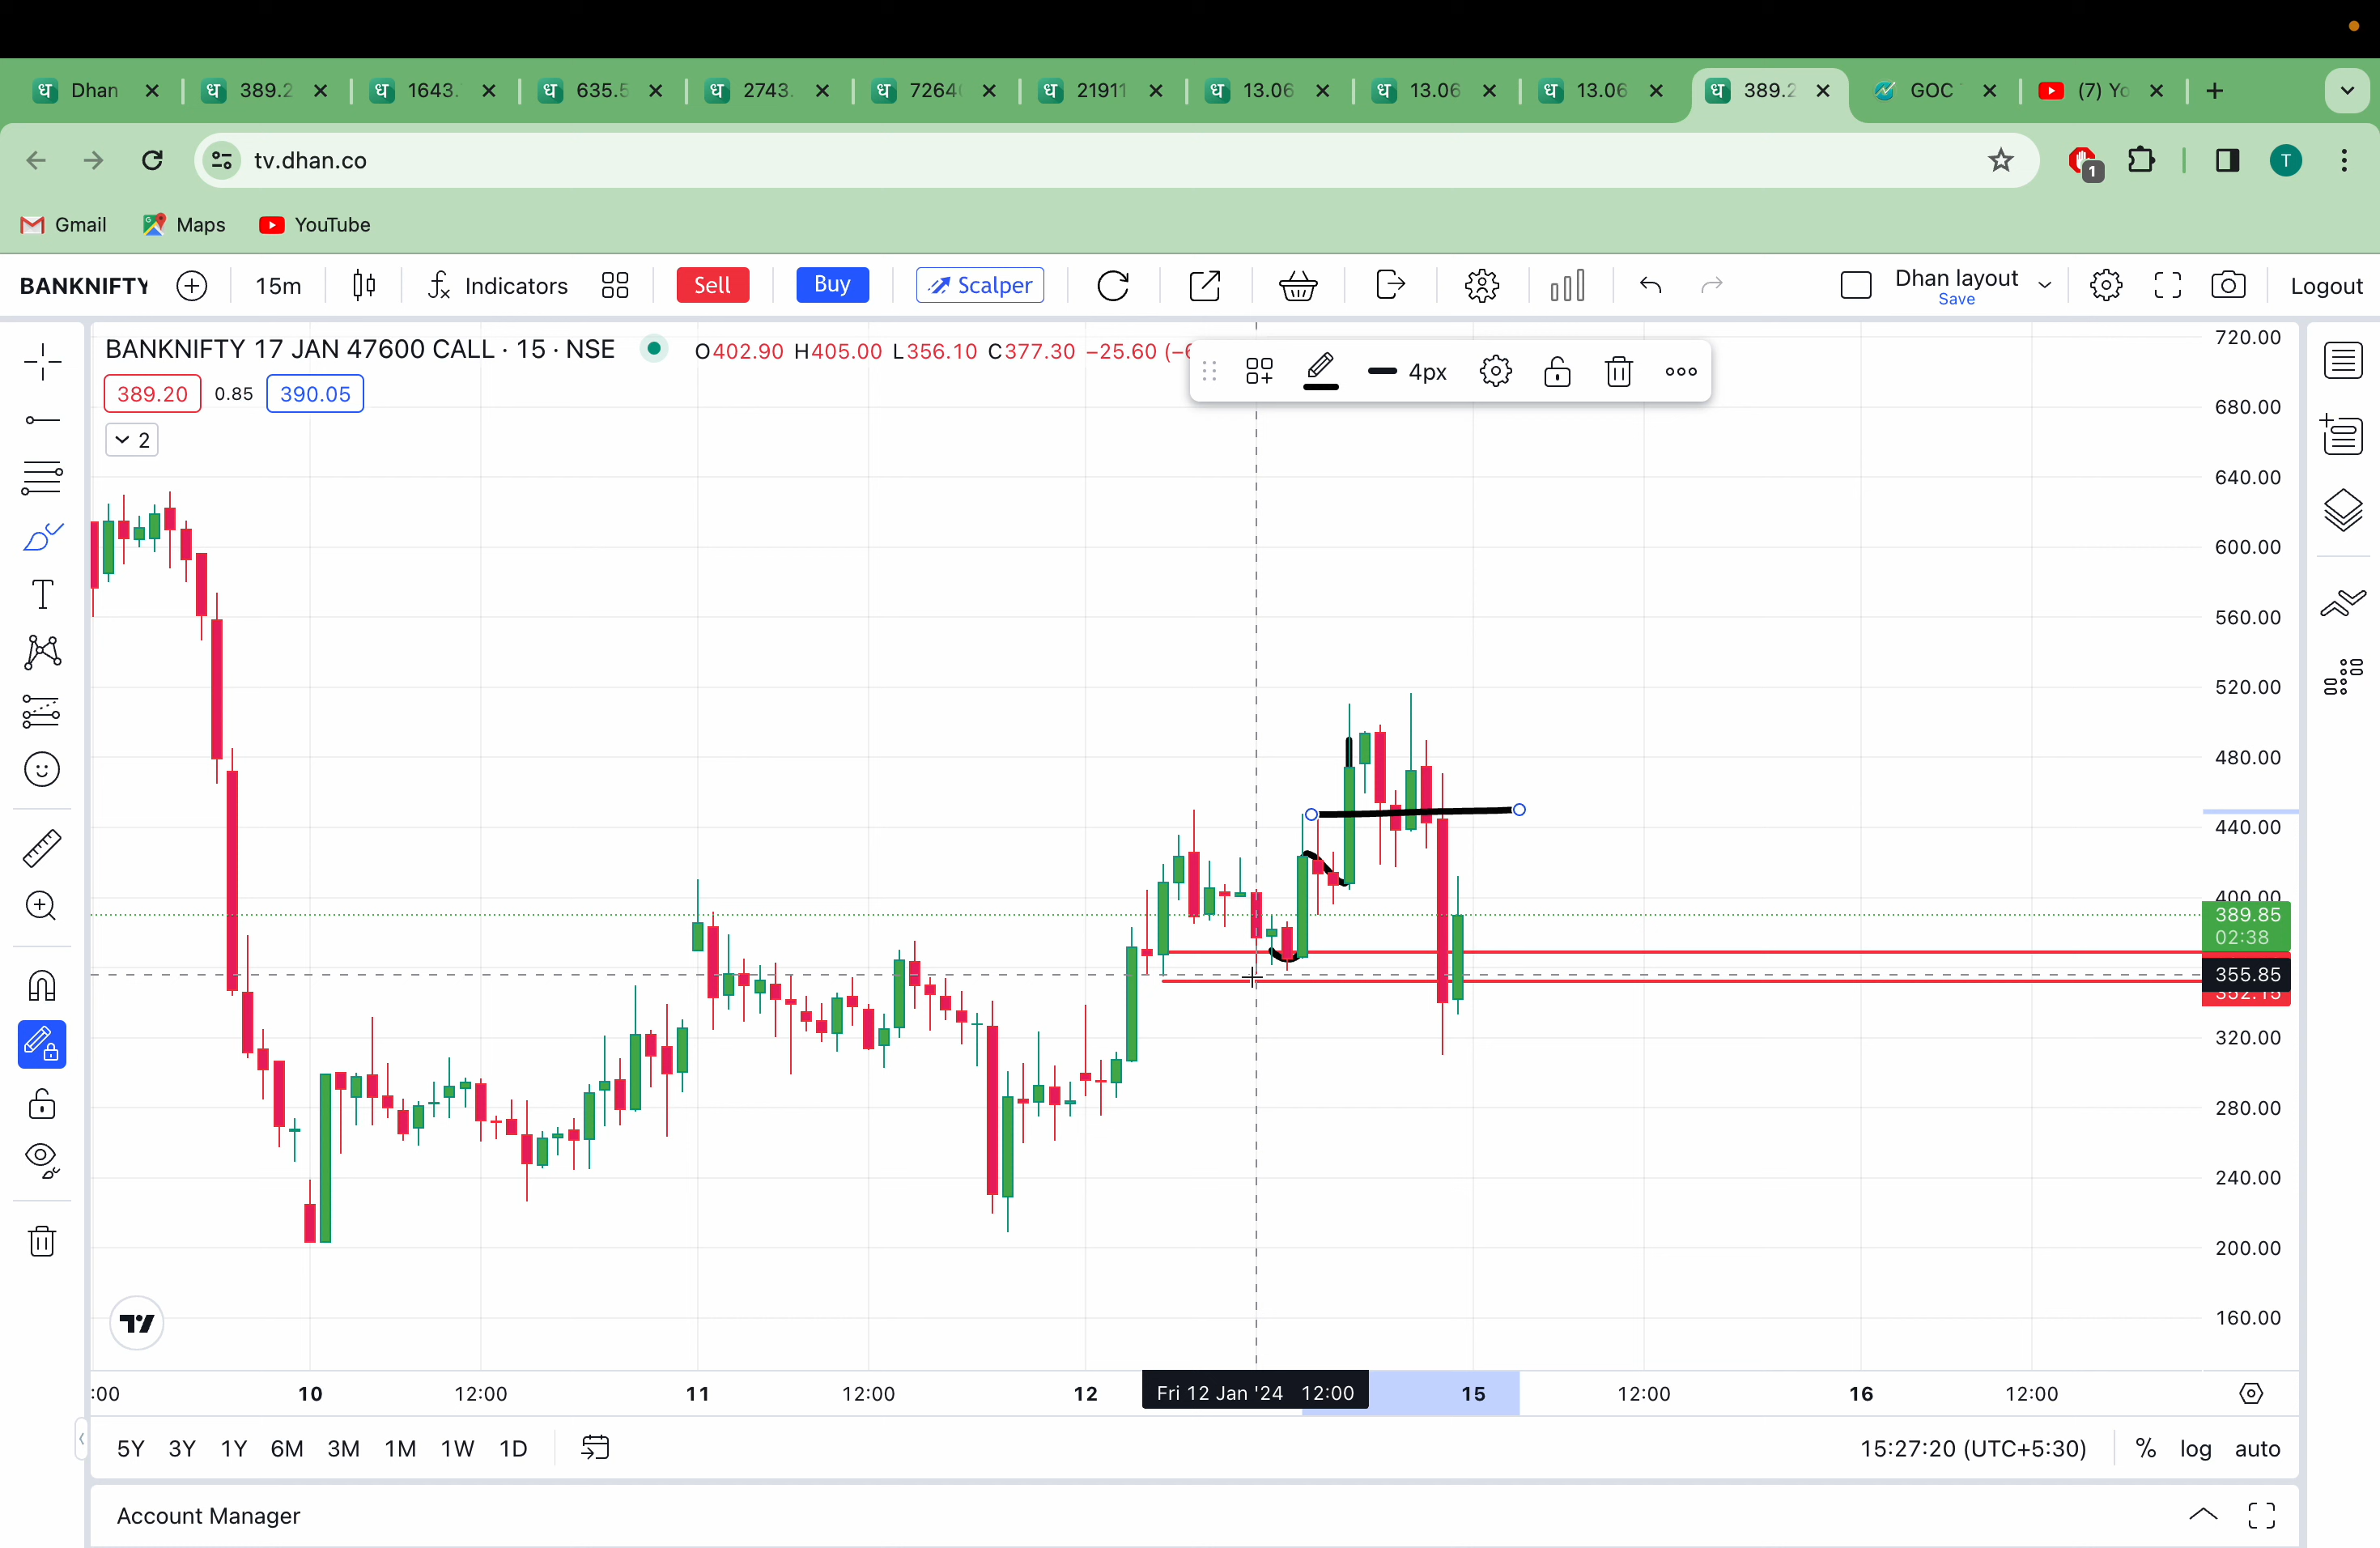 Dhan
389.2
1643.
635.5
2743.
7264
21911
13.06
13.06
13.06
389.2
GOC
(7) Yo
tv.dhan.co
1
T
Gmail
Maps
YouTube
BANKNIFTY
15m
Indicators
Sell
Buy
Scalper
Dhan layout
Save
Logout
BANKNIFTY 17 JAN 47600 CALL · 15 · NSE
O402.90 H405.00 L356.10 C377.30 −25.60
4px
389.20
0.85
390.05
2
720.00
680.00
640.00
600.00
560.00
520.00
480.00
440.00
400.00
389.85
02:38
355.85
352.15
320.00
280.00
240.00
200.00
160.00
:00
10
12:00
11
12:00
12
Fri 12 Jan '24 12:00
15
12:00
16
12:00
5Y 3Y 1Y 6M 3M 1M 1W 1D
15:27:20 (UTC+5:30)
% log auto
Account Manager